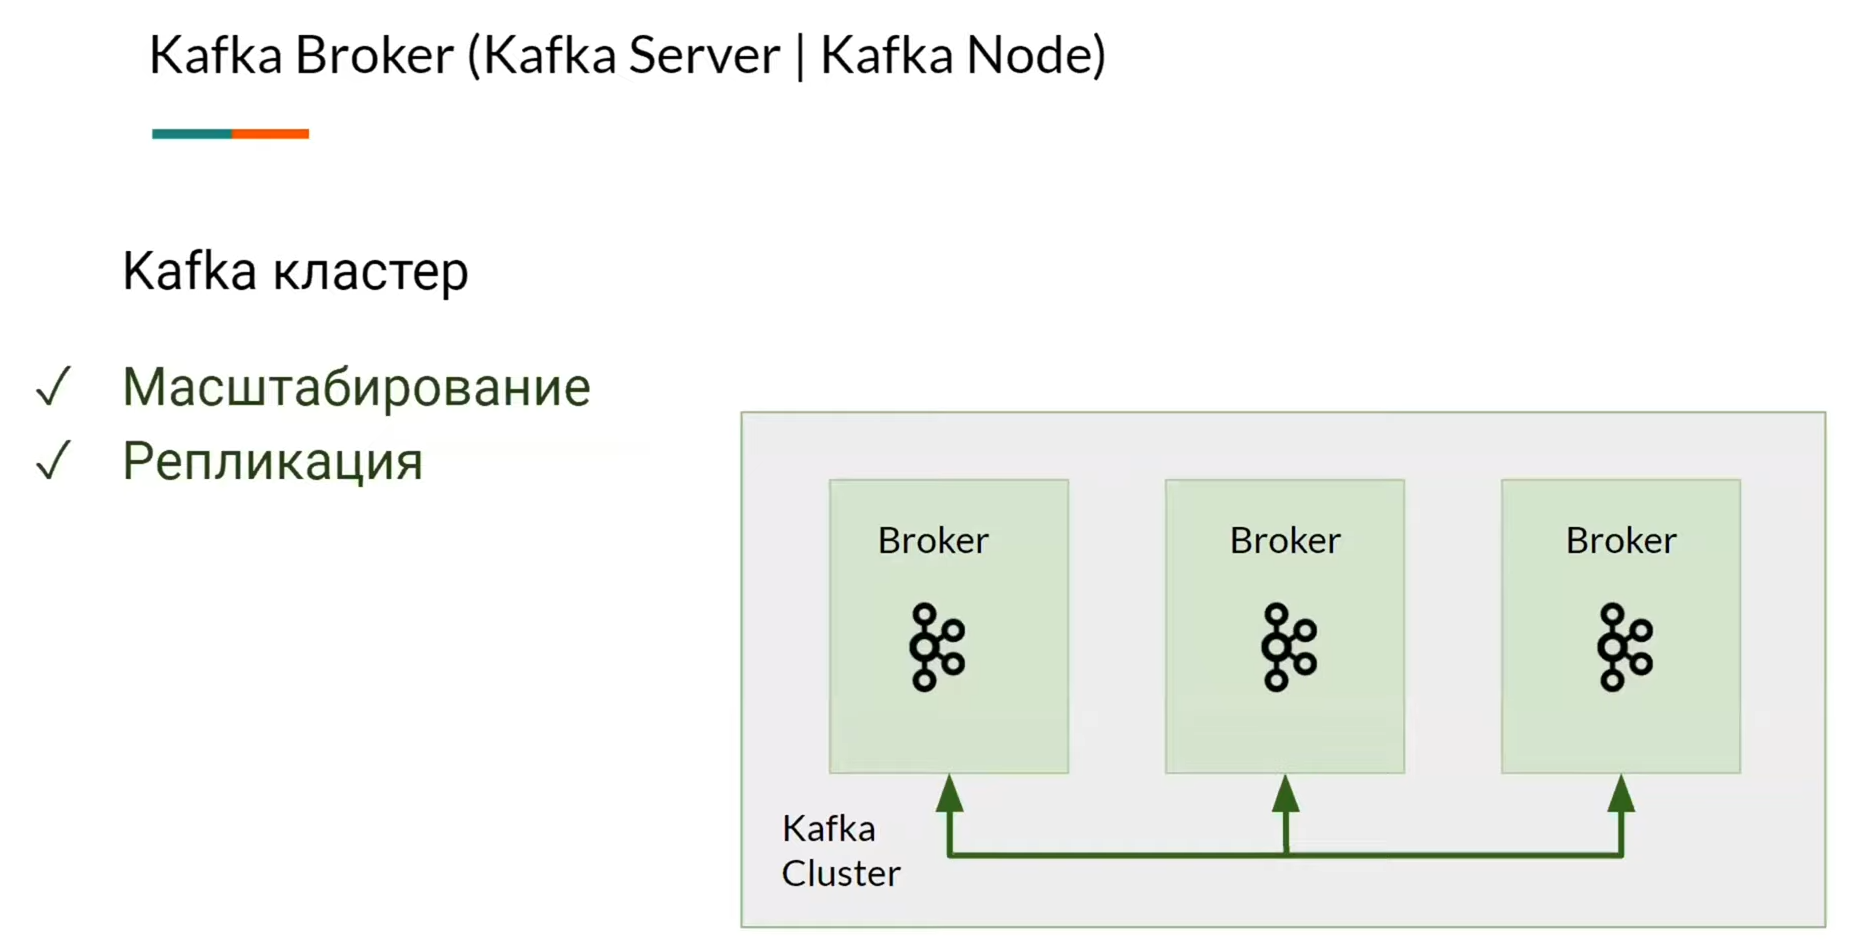 Kafka Broker (Kafka Server | Kafka Node)
Kafka кластер
✓ Масштабирование
✓ Репликация
Broker
Broker
Broker
Kafka
Cluster